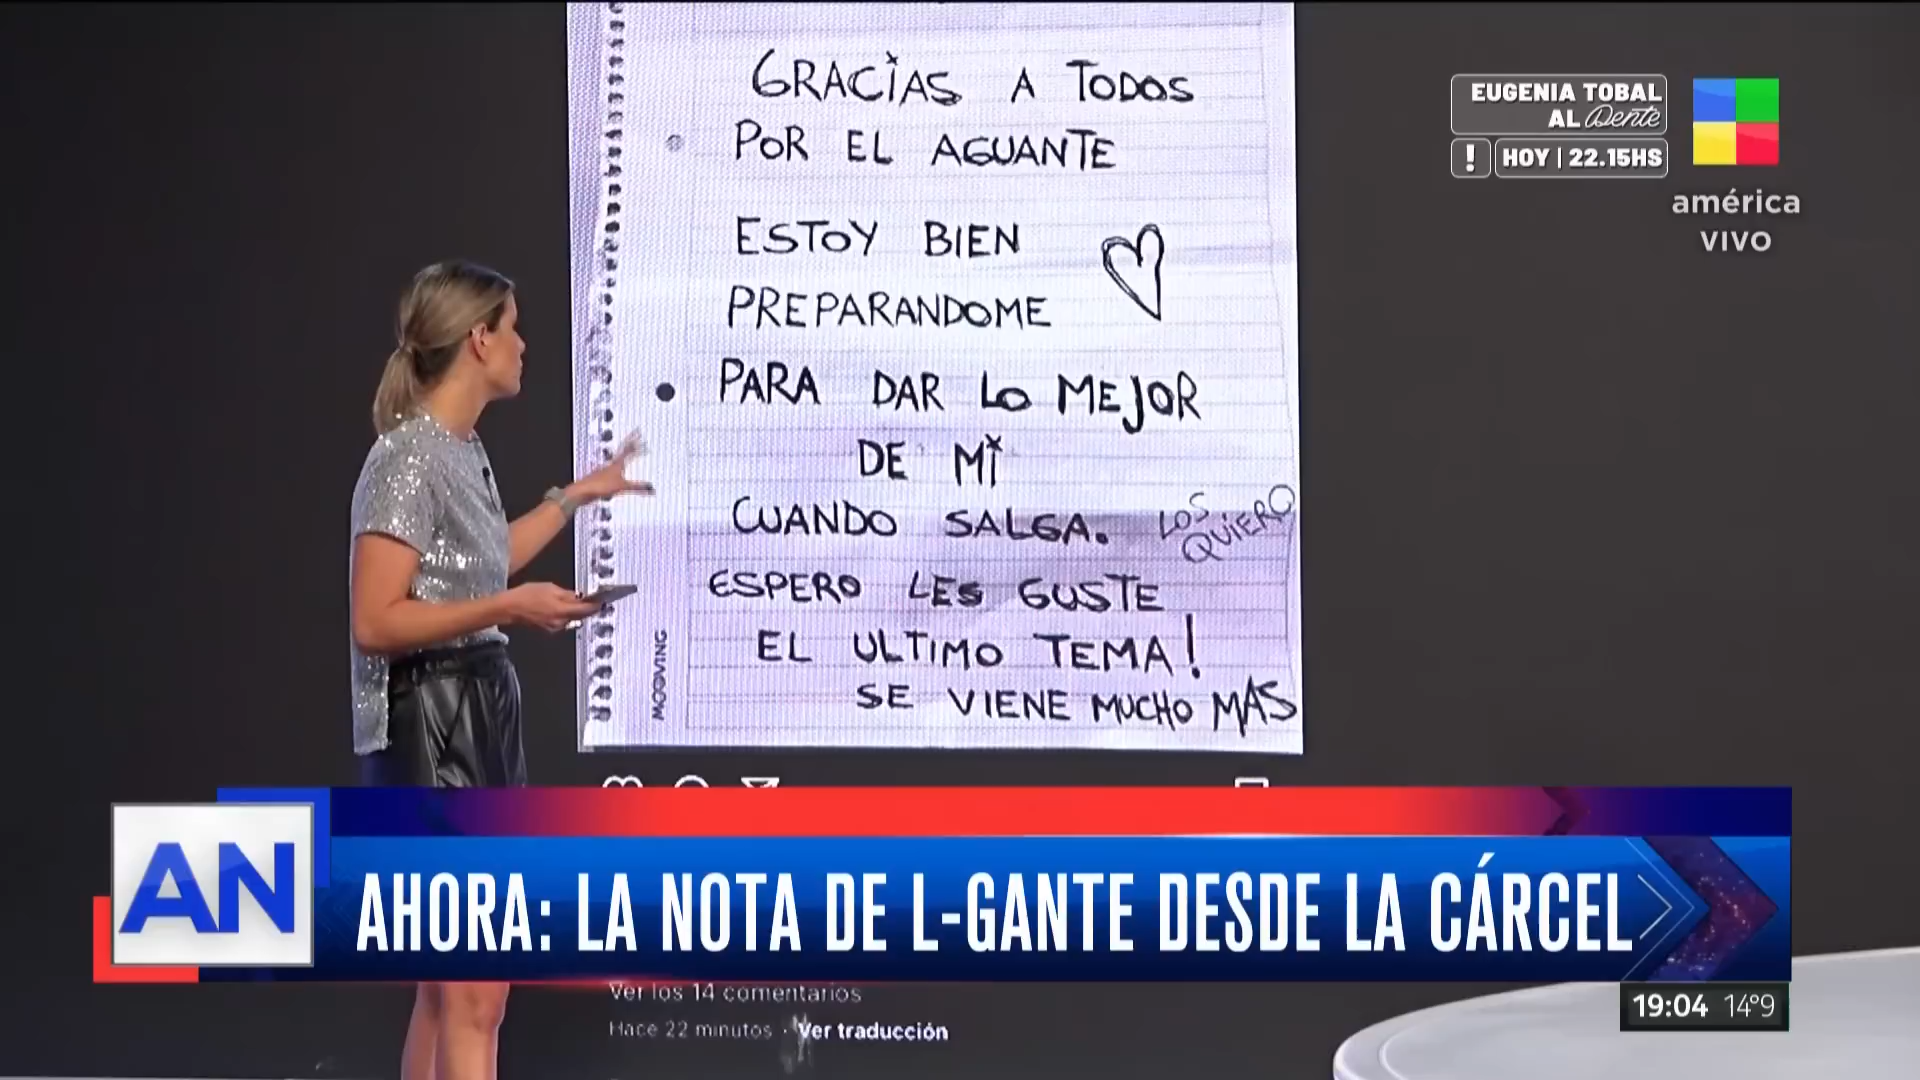 GRACIAS A TODOS
POR EL AGUANTE
ESTOY BIEN
PREPARANDOME
PARA DAR LO MEJOR
DE MI
CUANDO SALGA.
LOS
QUIERO
ESPERO LES GUSTE
EL ULTIMO TEMA!
SE VIENE MUCHO MAS
MOOVING
EUGENIA TOBAL
AL Dente
! HOY | 22.15HS
américa
VIVO
AN
AHORA: LA NOTA DE L-GANTE DESDE LA CÁRCEL
Ver los 14 comentarios
Hace 22 minutos · Ver traducción
19:04 14°9